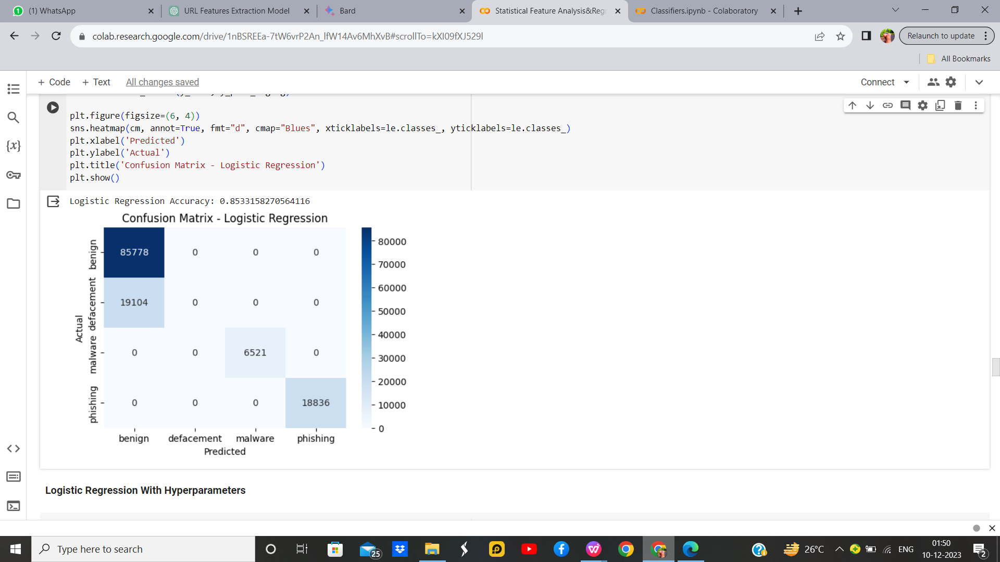 (1) WhatsApp
URL Features Extraction Model
Bard
Statistical Feature Analysis&Regr
Classifiers.ipynb - Colaboratory
colab.research.google.com/drive/1nBSREEa-7tW6vrP2An_lfW14Av6MhXvB#scrollTo=kXI09fXJ529l
Relaunch to update
All Bookmarks
+ Code + Text All changes saved
Connect
plt.figure(figsize=(6, 4))
sns.heatmap(cm, annot=True, fmt="d", cmap="Blues", xticklabels=le.classes_, yticklabels=le.classes_)
plt.xlabel('Predicted')
plt.ylabel('Actual')
plt.title('Confusion Matrix - Logistic Regression')
plt.show()
Logistic Regression Accuracy: 0.8533158270564116
Confusion Matrix - Logistic Regression
Actual
benign
85778 0 0 0
defacement
19104 0 0 0
malware
0 0 6521 0
phishing
0 0 0 18836
benign defacement malware phishing
Predicted
80000
70000
60000
50000
40000
30000
20000
10000
0
Logistic Regression With Hyperparameters
Type here to search
25
26°C
ENG
01:50
10-12-2023
2